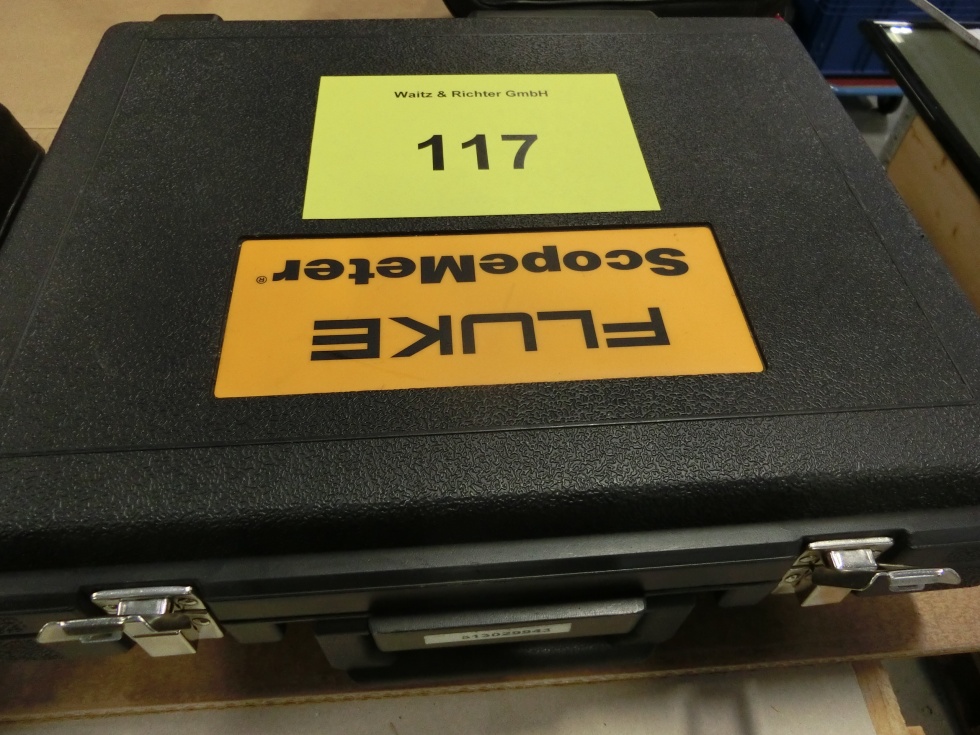 Waitz & Richter GmbH
117
FLUKE
ScopeMeter®